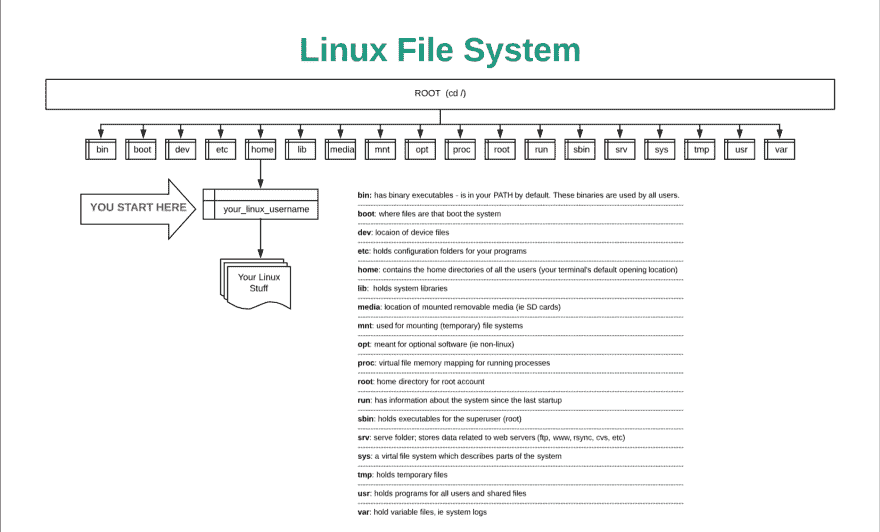 Linux File System
ROOT (cd /)
bin boot dev etc home lib media mnt opt proc root run sbin srv sys tmp usr var
YOU START HERE
your_linux_username
Your Linux
Stuff
bin: has binary executables - is in your PATH by default. These binaries are used by all users.
boot: where files are that boot the system
dev: locaion of device files
etc: holds configuration folders for your programs
home: contains the home directories of all the users (your terminal's default opening location)
lib: holds system libraries
media: location of mounted removable media (ie SD cards)
mnt: used for mounting (temporary) file systems
opt: meant for optional software (ie non-linux)
proc: virtual file memory mapping for running processes
root: home directory for root account
run: has information about the system since the last startup
sbin: holds executables for the superuser (root)
srv: serve folder; stores data related to web servers (ftp, www, rsync, cvs, etc)
sys: a virtal file system which describes parts of the system
tmp: holds temporary files
usr: holds programs for all users and shared files
var: hold variable files, ie system logs